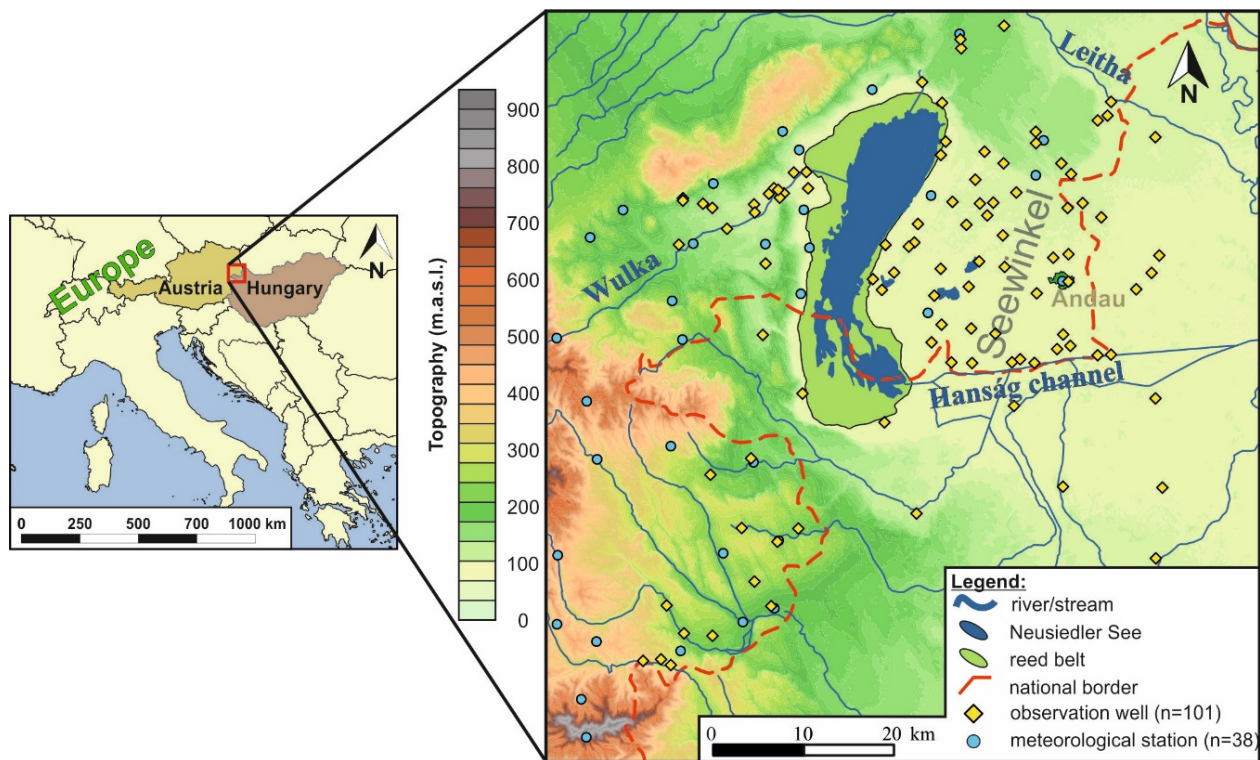 Europe
Austria
Hungary
N
0 250 500 700 1000 km
Topography (m.a.s.l.)
900
800
700
600
500
400
300
200
100
0
Leitha
N
Wulka
Seewinkel
Andau
Hanság channel
Legend:
river/stream
Neusiedler See
reed belt
national border
observation well (n=101)
meteorological station (n=38)
0 10 20 km